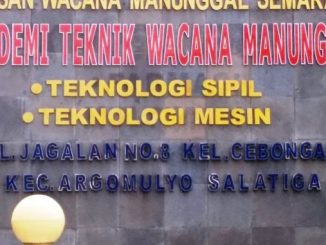 SAN WACANA MANUNGGAL SEMARA
DEMI TEKNIK WACANA MANUNG
• TEKNOLOGI SIPIL
• TEKNOLOGI MESIN
L.JAGALAN NO.8 KEL.CEBONGA
KEC.ARGOMULYO SALATIGA